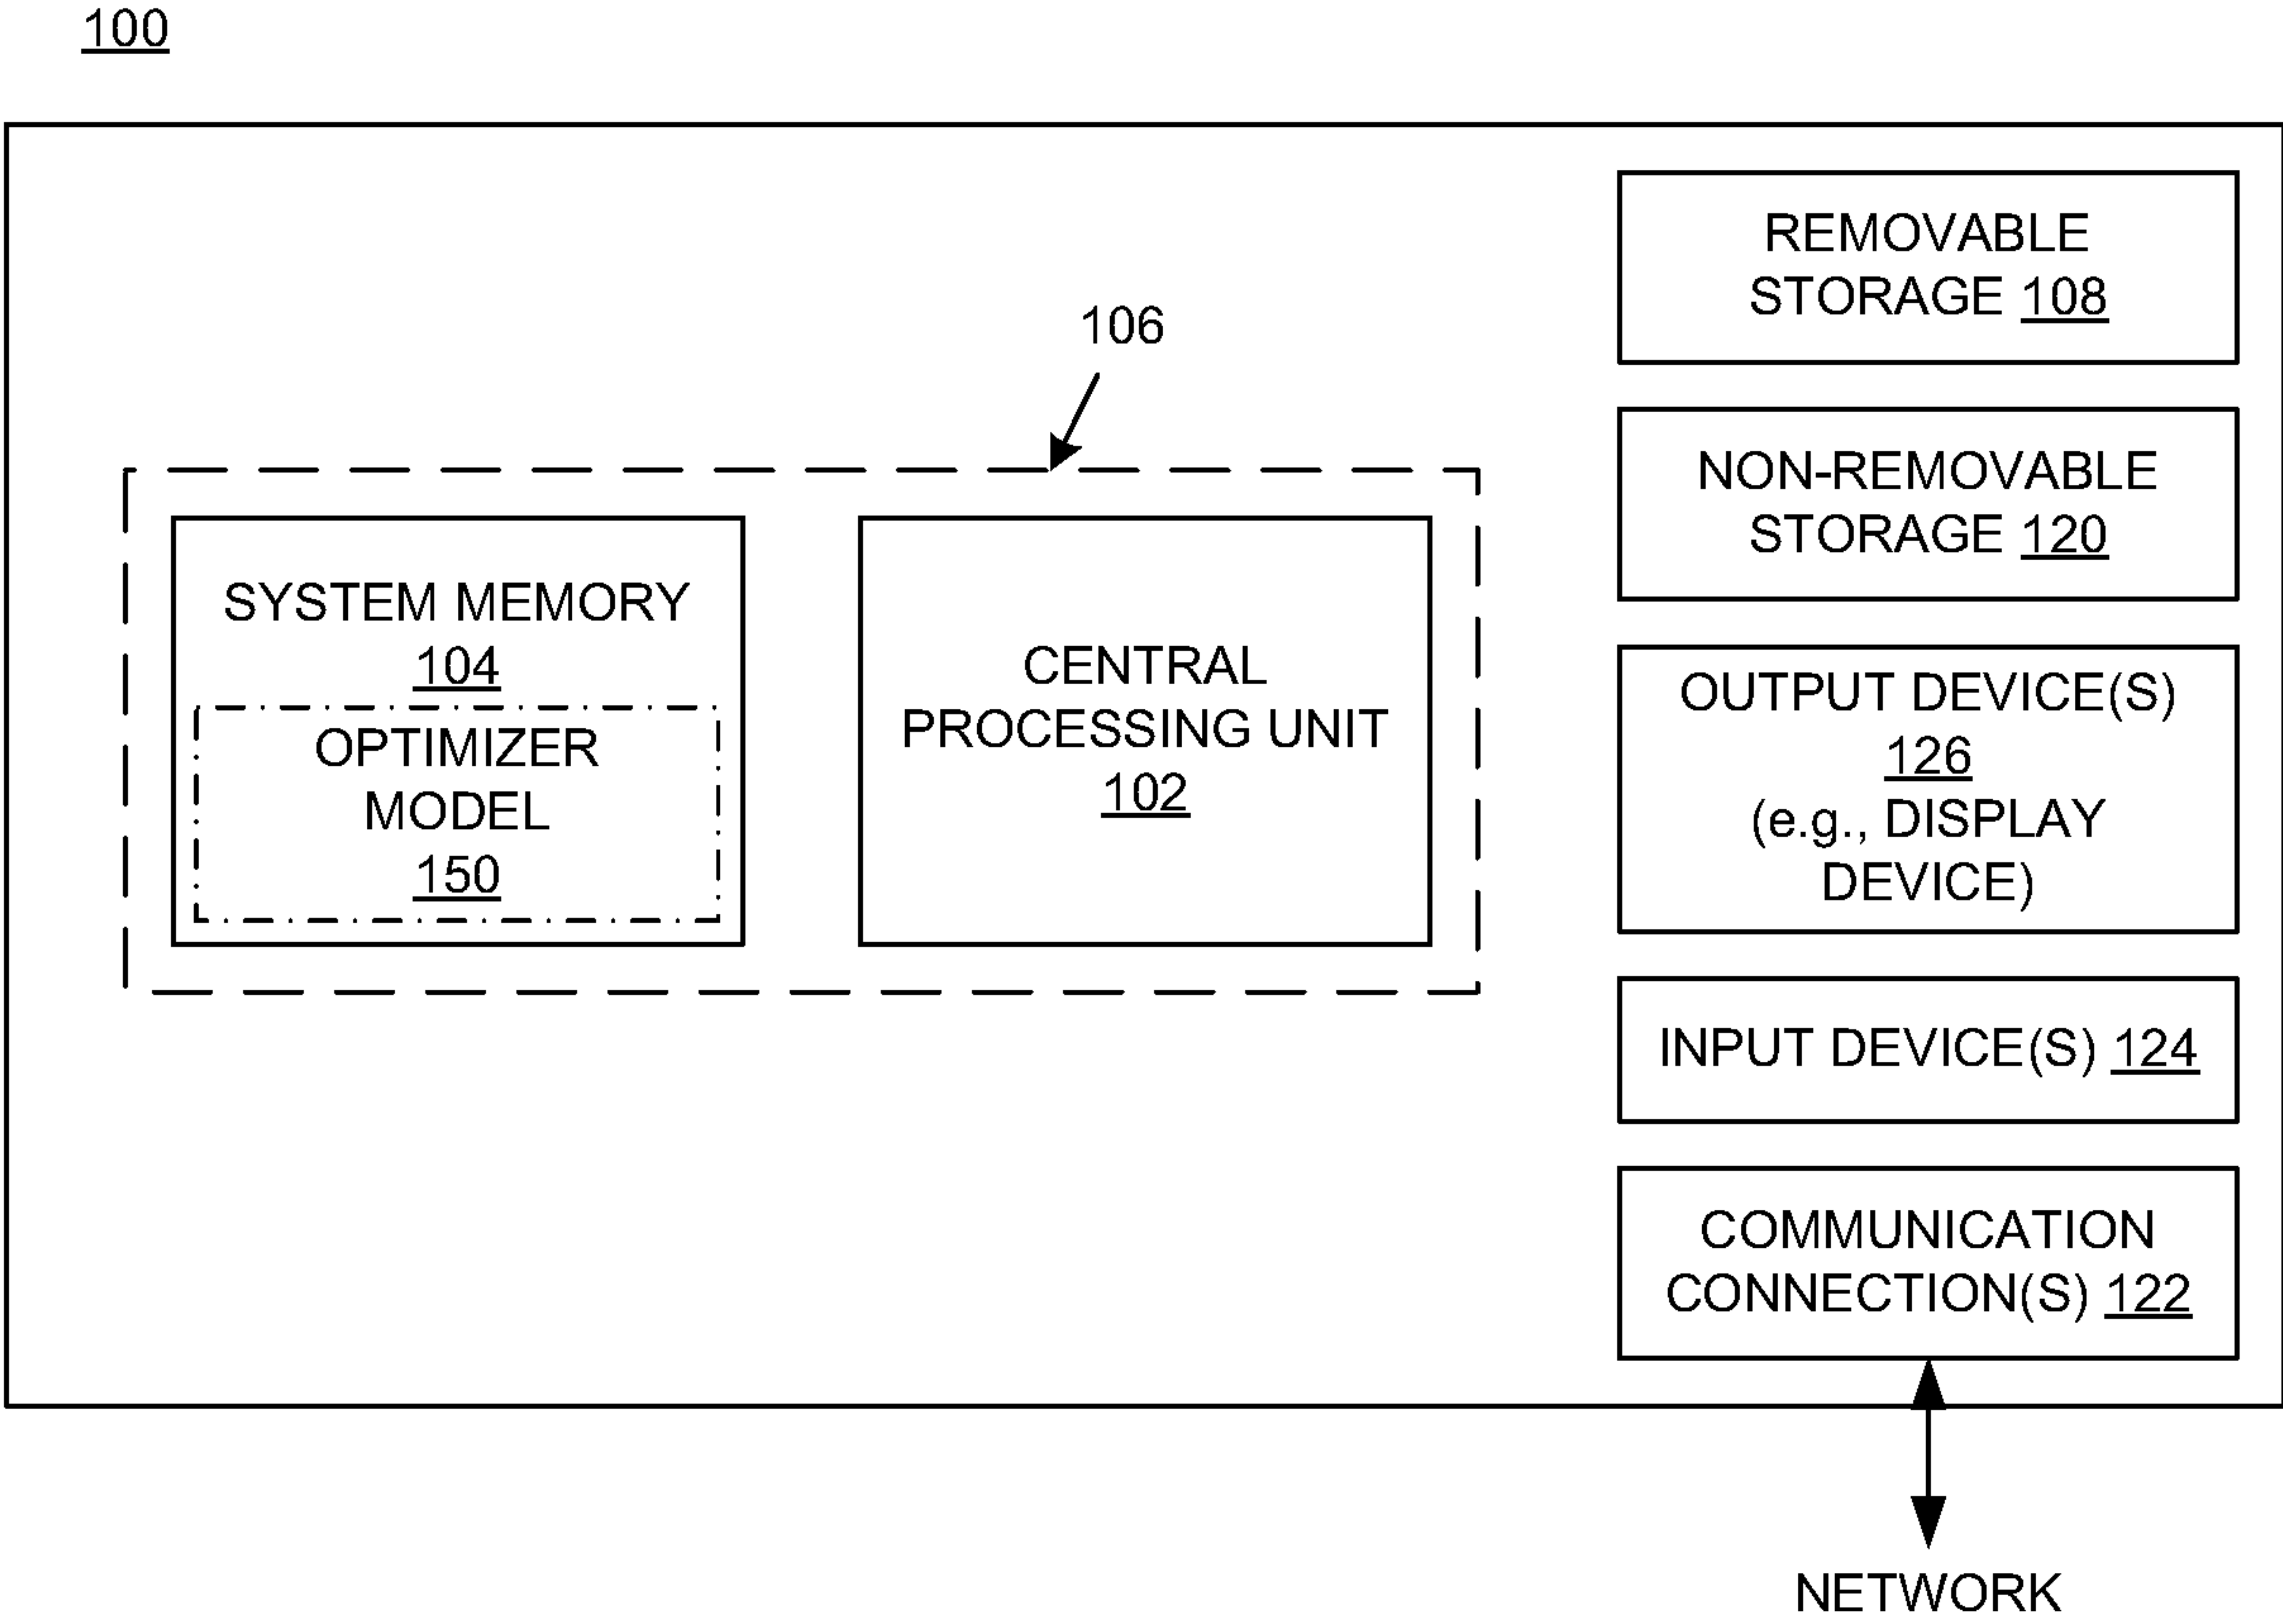 100
106
SYSTEM MEMORY
104
OPTIMIZER
MODEL
150
CENTRAL
PROCESSING UNIT
102
REMOVABLE
STORAGE 108
NON-REMOVABLE
STORAGE 120
OUTPUT DEVICE(S)
126
(e.g., DISPLAY
DEVICE)
INPUT DEVICE(S) 124
COMMUNICATION
CONNECTION(S) 122
NETWORK